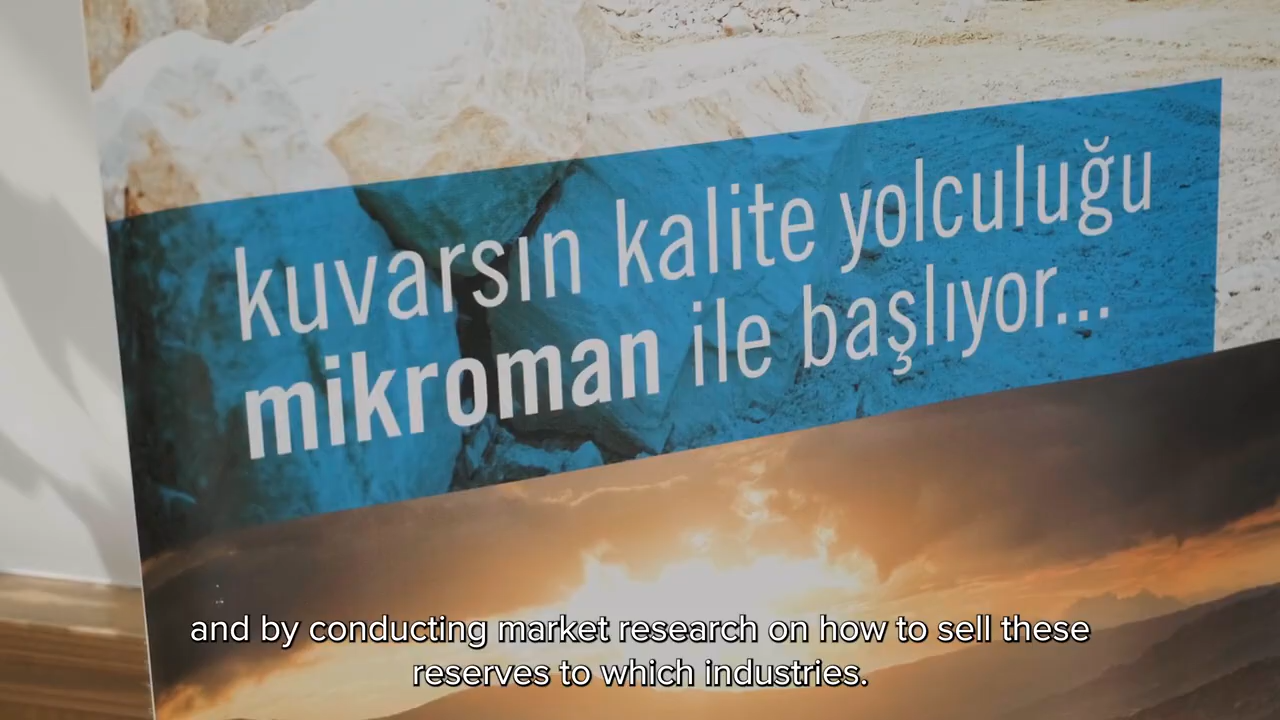 kuvarsın kalite yolculuğu
mikroman ile başlıyor...
and by conducting market research on how to sell these
reserves to which industries.